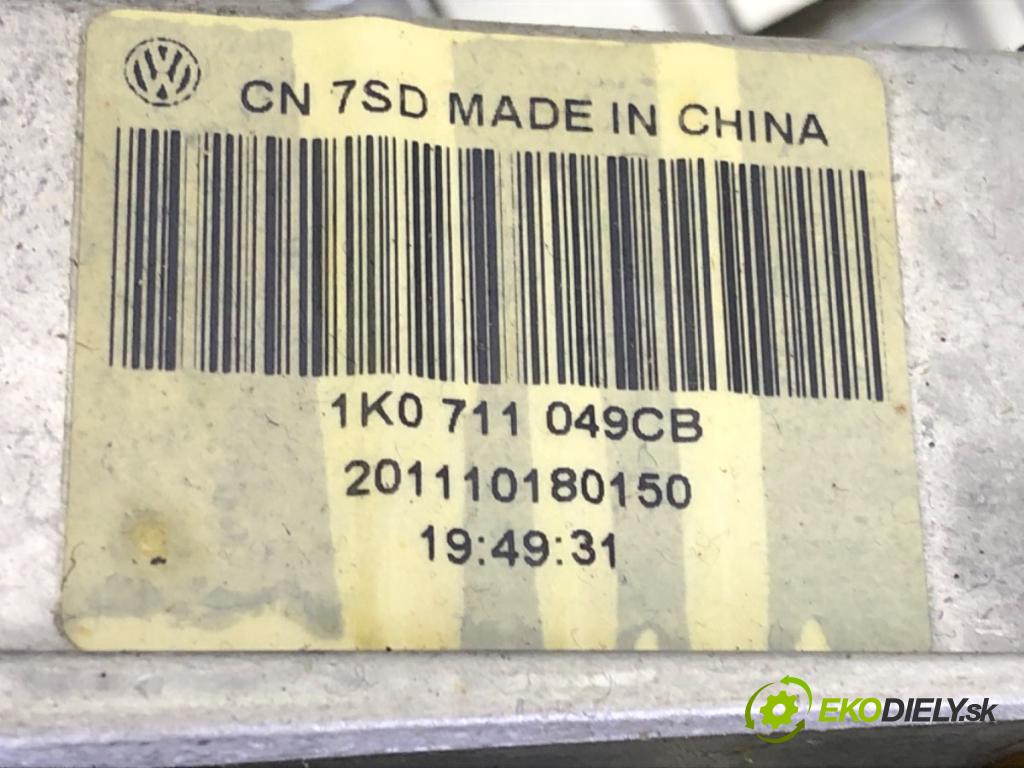 CN 7SD MADE IN CHINA
1K0 711 049CB
201110180150
19:49:31
EKODIELY.sk